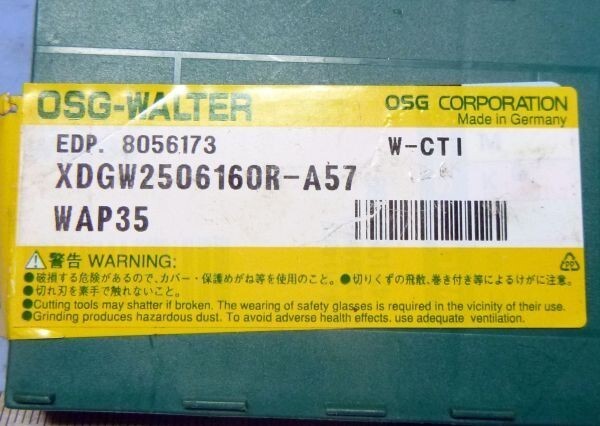 OSG-WALTER
OSG CORPORATION
Made in Germany
EDP. 8056173
W-CTI
XDGW2506160R-A57
WAP35
警告 WARNING:
●破損する危険があるので、カバー・保護めがね等を使用のこと。●切りくずの飛散、巻き付き等によるけがに注意。
●切れ刃を素手で触れないこと。
●Cutting tools may shatter if broken. The wearing of safety glasses is required in the vicinity of their use.
●Grinding produces hazardous dust. To avoid adverse health effects. use adequate ventilation.